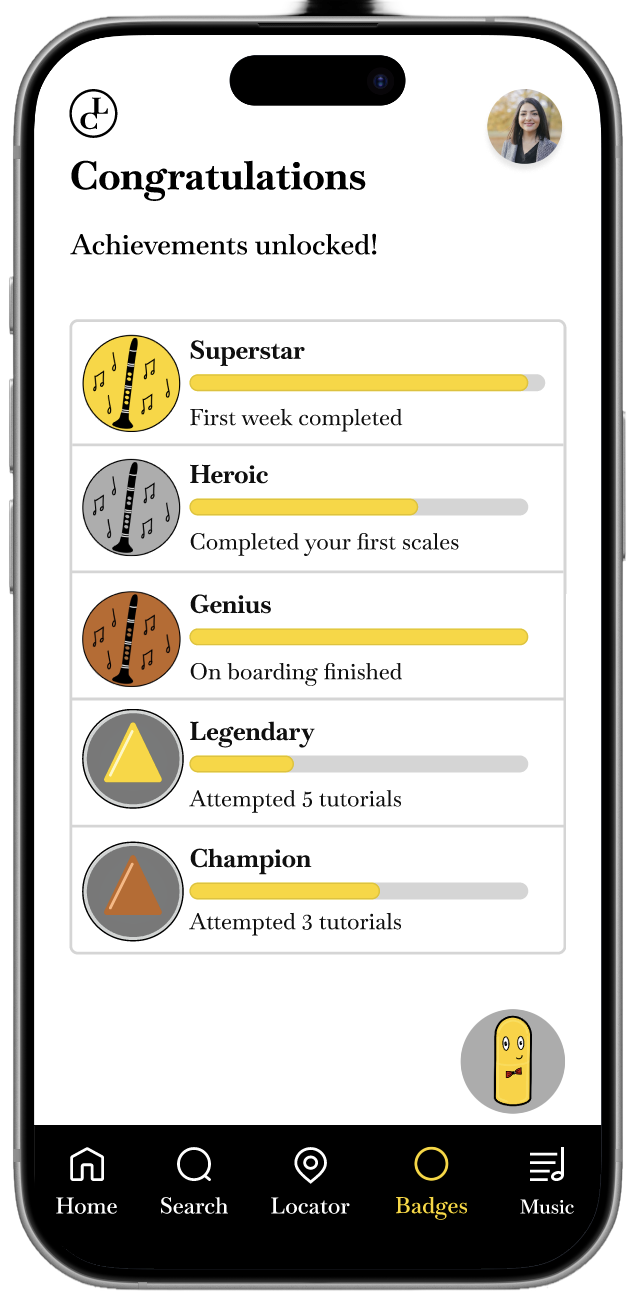 CL
Congratulations
Achievements unlocked!
Superstar
First week completed
Heroic
Completed your first scales
Genius
On boarding finished
Legendary
Attempted 5 tutorials
Champion
Attempted 3 tutorials
Home
Search
Locator
Badges
Music